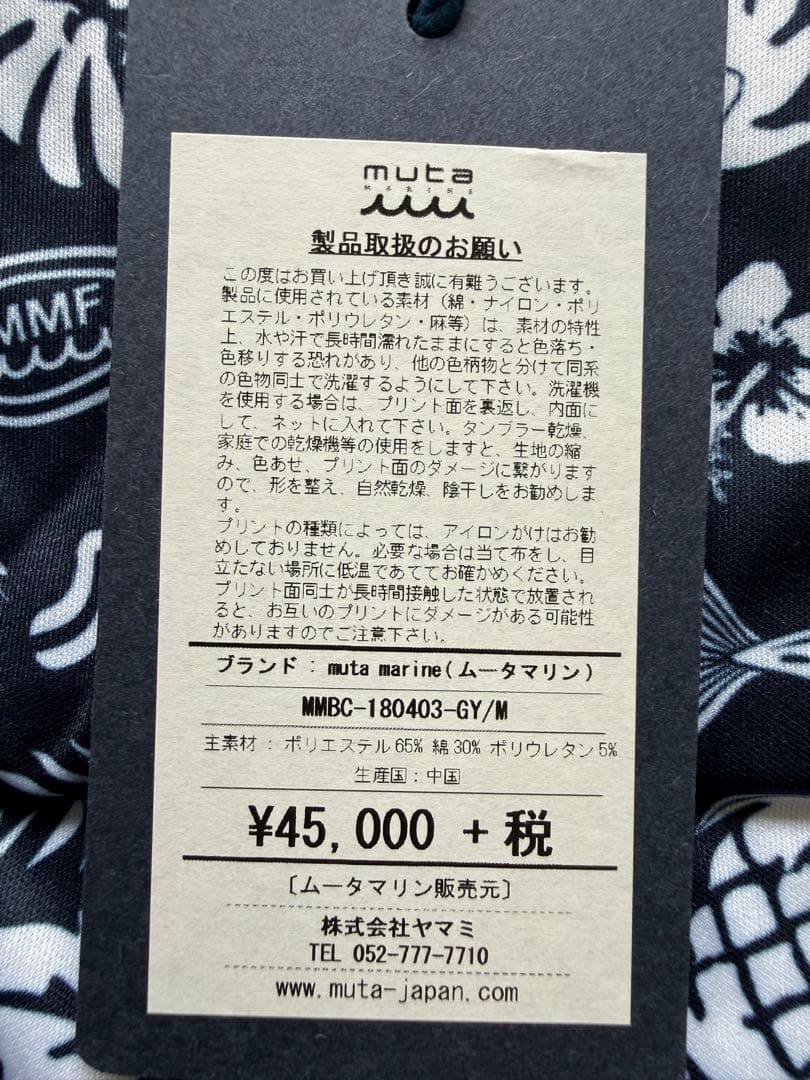 muta
MARINE
製品取扱のお願い
この度はお買い上げ頂き誠に有難うございます。
製品に使用されている素材（綿・ナイロン・ポリ
エステル・ポリウレタン・麻等）は、素材の特性
上、水や汗で長時間濡れたままにすると色落ち・
色移りする恐れがあり、他の色柄物と分けて同系
の色物同士で洗濯するようにして下さい。洗濯機
を使用する場合は、プリント面を裏返し、内面に
して、ネットに入れて下さい。タンブラー乾燥、
家庭での乾燥機等の使用をしますと、生地の縮
み、色あせ、プリント面のダメージに繋がります
ので、形を整え、自然乾燥、陰干しをお勧めしま
す。
プリントの種類によっては、アイロンがけはお勧
めしておりません。必要な場合は当て布をし、目
立たない場所に低温であててお確かめください。
プリント面同士が長時間接触した状態で放置され
ると、お互いのプリントにダメージがある可能性
がありますのでご注意下さい。
ブランド：muta marine(ムータマリン)
MMBC-180403-GY/M
主素材：ポリエステル65% 綿30% ポリウレタン5%
生産国：中国
¥45,000 +税
〔ムータマリン販売元〕
株式会社ヤマミ
TEL 052-777-7710
www.muta-japan.com
MMF